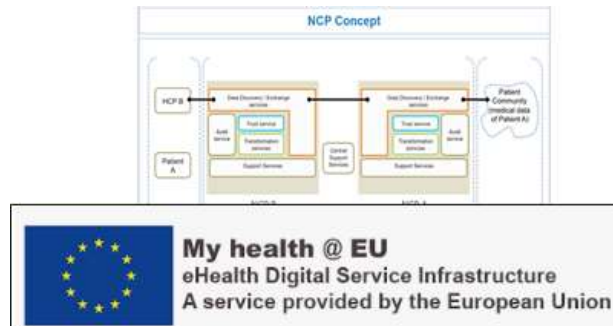 NCP Concept
HCP B
Data Discovery / Exchange
services
Trust service
Audit
service
Transformation
services
Support Services
Patient
A
Central
Support
Services
Data Discovery / Exchange
services
Trust service
Transformation
services
Audit
service
Support Services
Patient
Community
(medical data
of Patient A)
My health @ EU
eHealth Digital Service Infrastructure
A service provided by the European Union